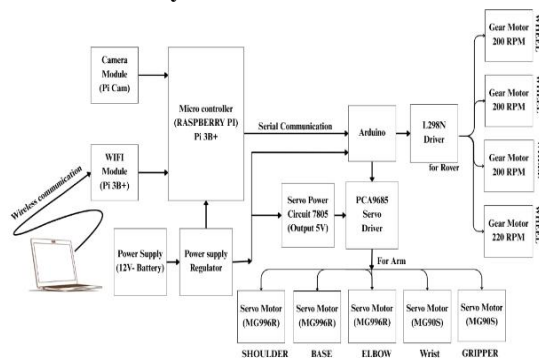 Camera
Module
(Pi Cam)
WIFI
Module
(Pi 3B+)
Wireless communication
Micro controller
(RASPBERRY PI)
Pi 3B+
Serial Communication
Arduino
L298N
Driver
for Rover
Gear Motor
200 RPM
WHEEL
Gear Motor
200 RPM
WHEEL
Gear Motor
200 RPM
Gear Motor
220 RPM
WHEEL
Servo Power
Circuit 7805
(Output 5V)
PCA9685
Servo
Driver
Power Supply
(12V- Battery)
Power supply
Regulator
For Arm
Servo Motor
(MG996R)
Servo Motor
(MG996R)
Servo Motor
(MG996R)
Servo Motor
(MG90S)
Servo Motor
(MG90S)
SHOULDER
BASE
ELBOW
Wrist
GRIPPER